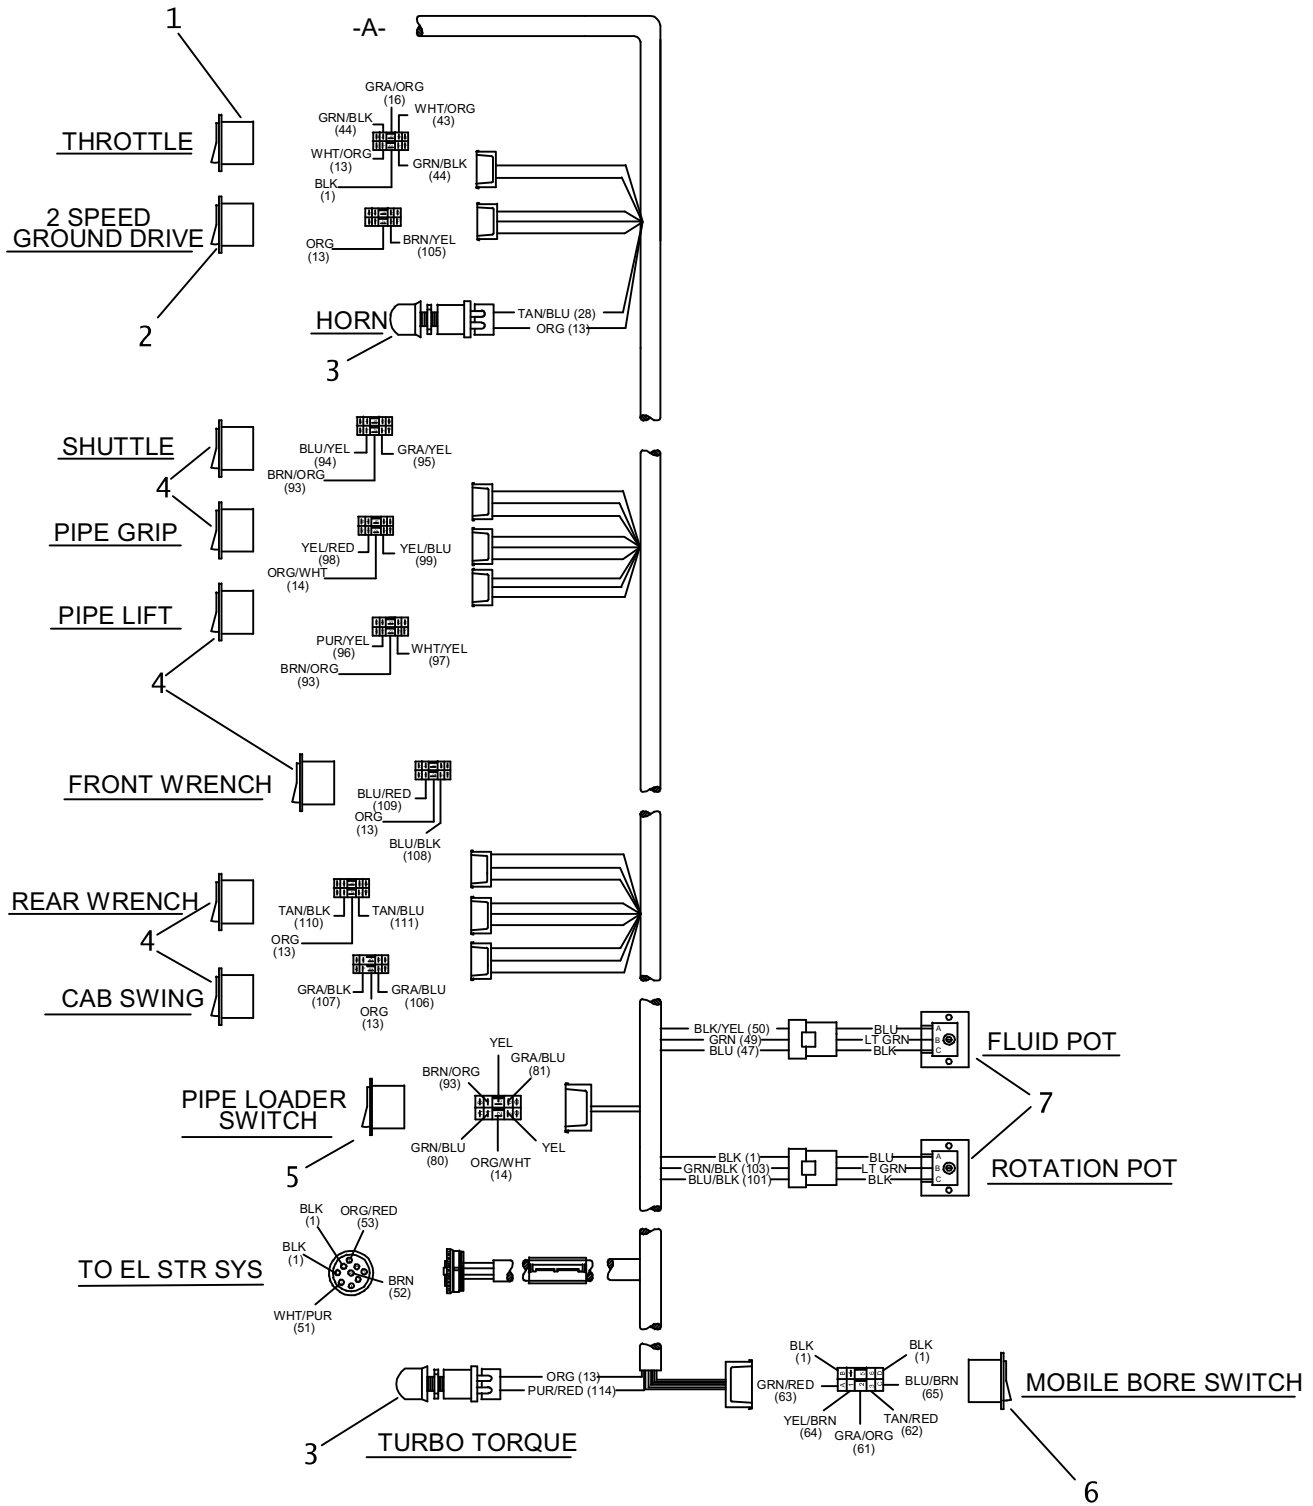 1
-A-
GRA/ORG
(16)
WHT/ORG
(43)
GRN/BLK
(44)
THROTTLE
WHT/ORG
(13)
GRN/BLK
(44)
BLK
(1)
2 SPEED
GROUND DRIVE
ORG
(13)
BRN/YEL
(105)
2
HORN
TAN/BLU (28)
ORG (13)
3
SHUTTLE
BLU/YEL
(94)
GRA/YEL
(95)
BRN/ORG
(93)
4
PIPE GRIP
YEL/RED
(98)
YEL/BLU
(99)
ORG/WHT
(14)
PIPE LIFT
PUR/YEL
(96)
WHT/YEL
(97)
BRN/ORG
(93)
4
FRONT WRENCH
BLU/RED
(109)
ORG
(13)
BLU/BLK
(108)
REAR WRENCH
TAN/BLK
(110)
TAN/BLU
(111)
ORG
(13)
4
CAB SWING
GRA/BLK
(107)
GRA/BLU
(106)
ORG
(13)
BLK/YEL (50)
GRN (49)
BLU (47)
BLU
LT GRN
BLK
A
B
C
FLUID POT
7
PIPE LOADER
SWITCH
BRN/ORG
(93)
YEL
GRA/BLU
(81)
GRN/BLU
(80)
ORG/WHT
(14)
YEL
5
BLK (1)
GRN/BLK (103)
BLU/BLK (101)
BLU
LT GRN
BLK
A
B
C
ROTATION POT
TO EL STR SYS
BLK
(1)
ORG/RED
(53)
BLK
(1)
BRN
(52)
WHT/PUR
(51)
ORG (13)
PUR/RED (114)
3
TURBO TORQUE
BLK
(1)
BLK
(1)
GRN/RED
(63)
BLU/BRN
(65)
YEL/BRN
(64)
GRA/ORG
(61)
TAN/RED
(62)
MOBILE BORE SWITCH
6